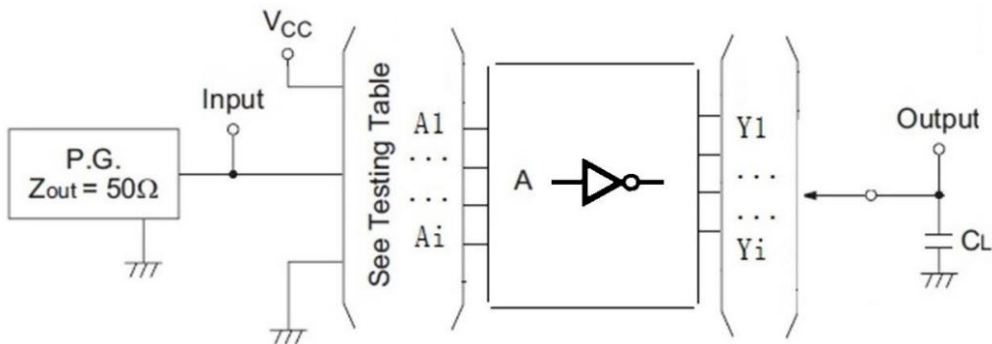 VCC
Input
P.G.
Zout = 50Ω
See Testing Table
A1
...
...
Ai
A
Y1
...
...
Yi
Output
CL